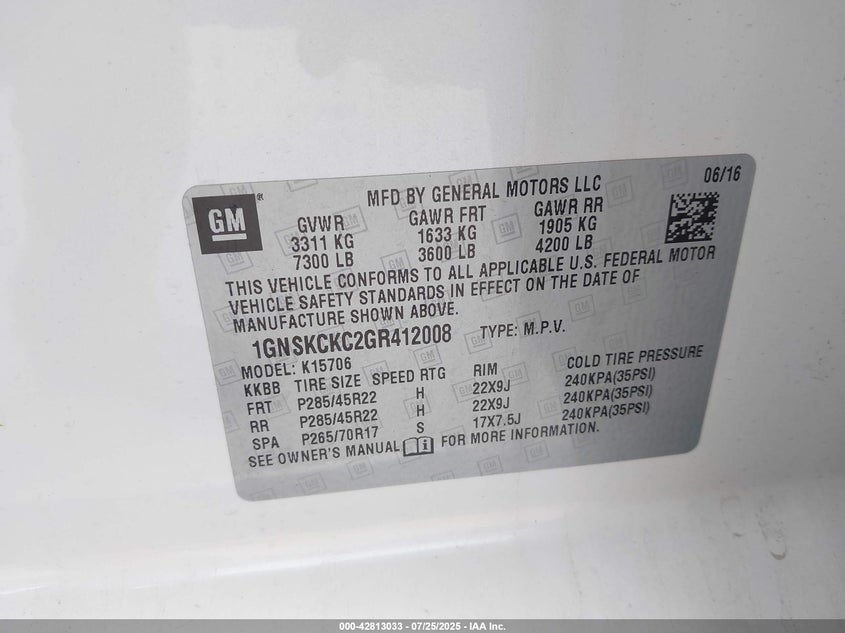 06/16
GM
MFD BY GENERAL MOTORS LLC
GVWR GAWR FRT GAWR RR
3311 KG 1633 KG 1905 KG
7300 LB 3600 LB 4200 LB
THIS VEHICLE CONFORMS TO ALL APPLICABLE U.S. FEDERAL MOTOR
VEHICLE SAFETY STANDARDS IN EFFECT ON THE DATE OF
MANUFACTURE SHOWN ABOVE.
1GNSKCKC2GR412008 TYPE: M.P.V.
MODEL: K15706
KKBB TIRE SIZE SPEED RTG RIM COLD TIRE PRESSURE
FRT P285/45R22 H 22X9J 240KPA(35PSI)
RR P285/45R22 H 22X9J 240KPA(35PSI)
SPA P265/70R17 S 17X7.5J 240KPA(35PSI)
SEE OWNER'S MANUAL FOR MORE INFORMATION.
000-42813033 - 07/25/2025 - IAA Inc.